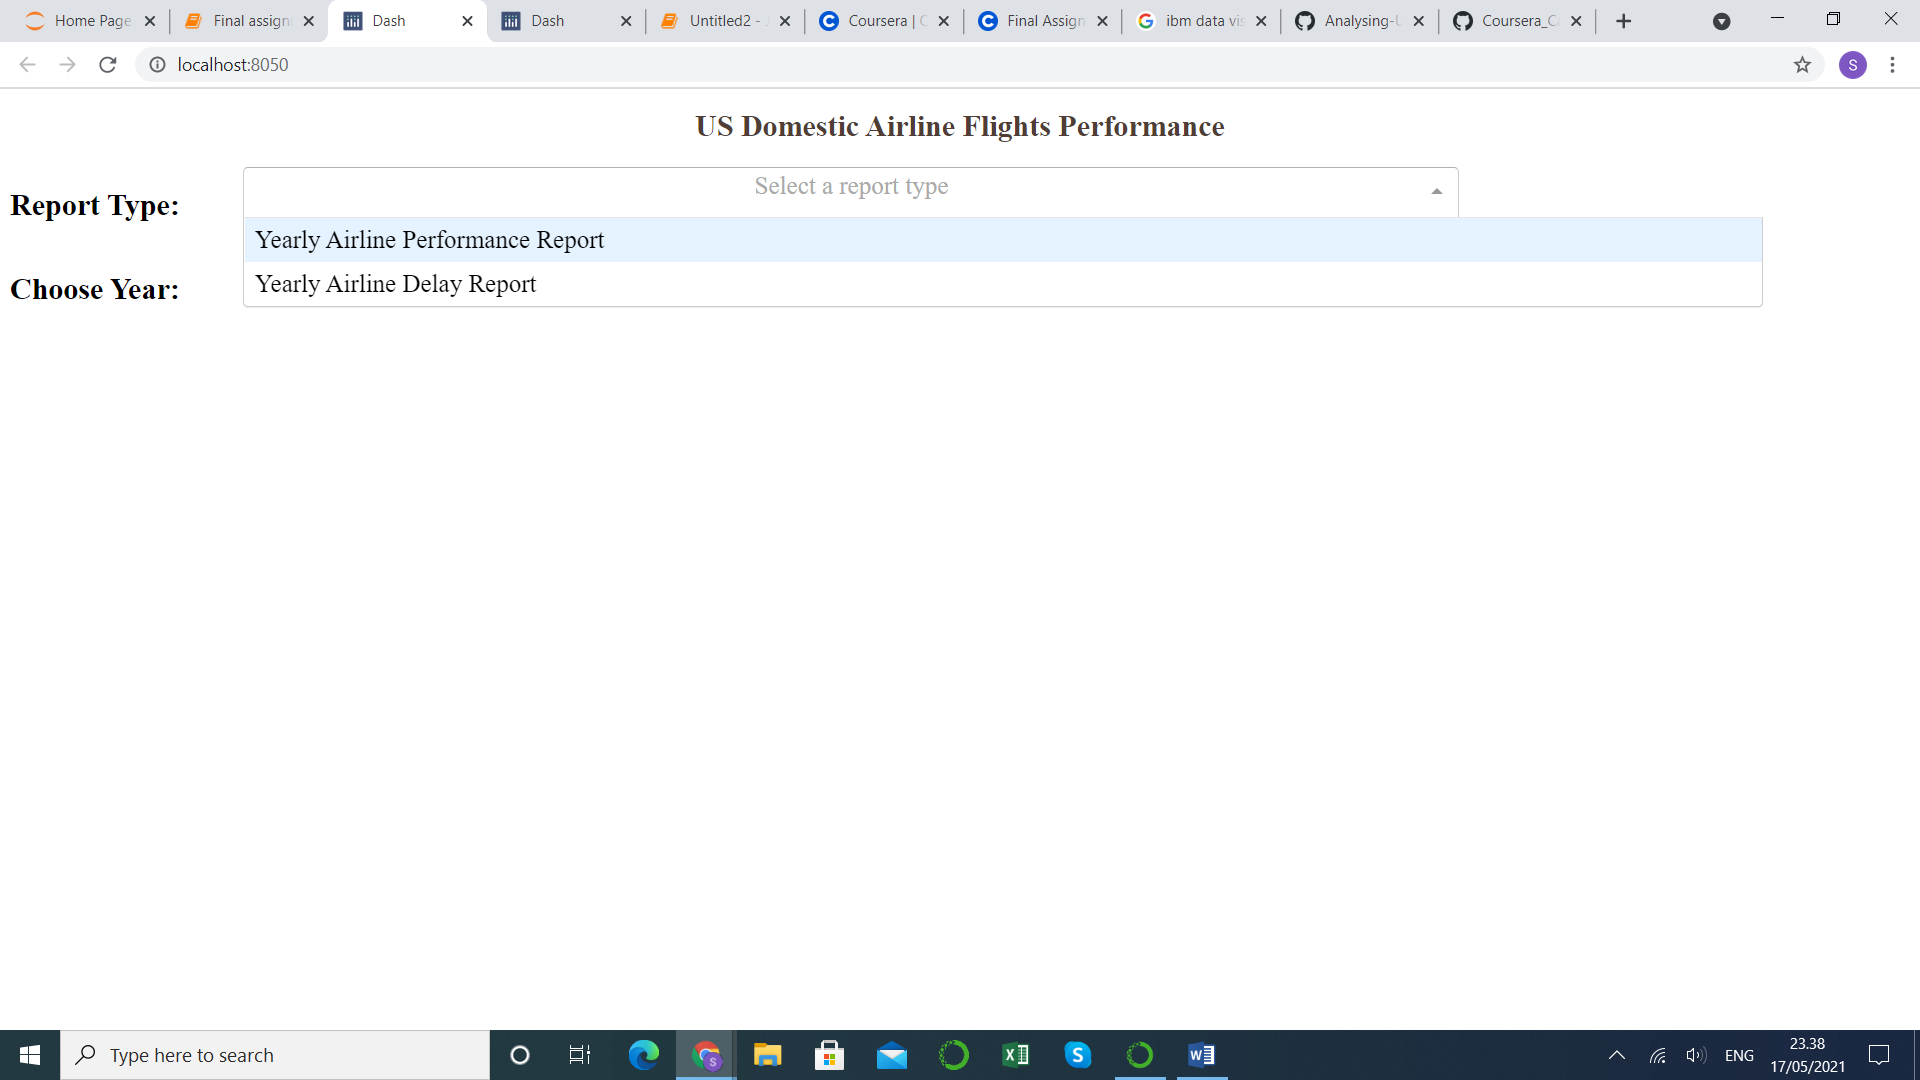 Home Page
Final assign
Dash
Dash
Untitled2 - J
Coursera | C
Final Assign
ibm data vis
Analysing-U
Coursera_C
localhost:8050
S
US Domestic Airline Flights Performance
Select a report type
Report Type:
Yearly Airline Performance Report
Choose Year:
Yearly Airline Delay Report
Type here to search
ENG
23.38
17/05/2021